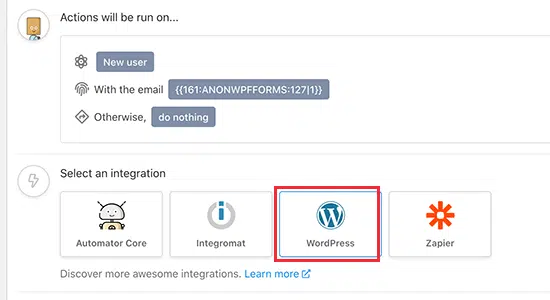 Actions will be run on...
New user
With the email {{161:ANONWPFFORMS:127|1}}
Otherwise, do nothing
Select an integration
Automator Core Integromat WordPress Zapier
Discover more awesome integrations. Learn more